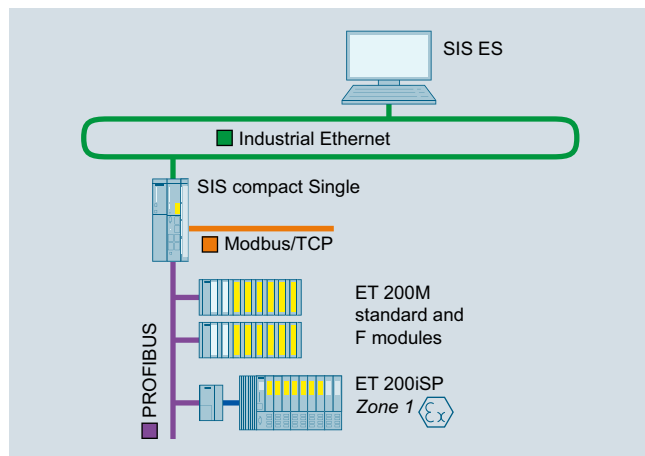 SIS ES
Industrial Ethernet
SIS compact Single
Modbus/TCP
ET 200M
standard and
F modules
PROFIBUS
ET 200iSP
Zone 1 Ex